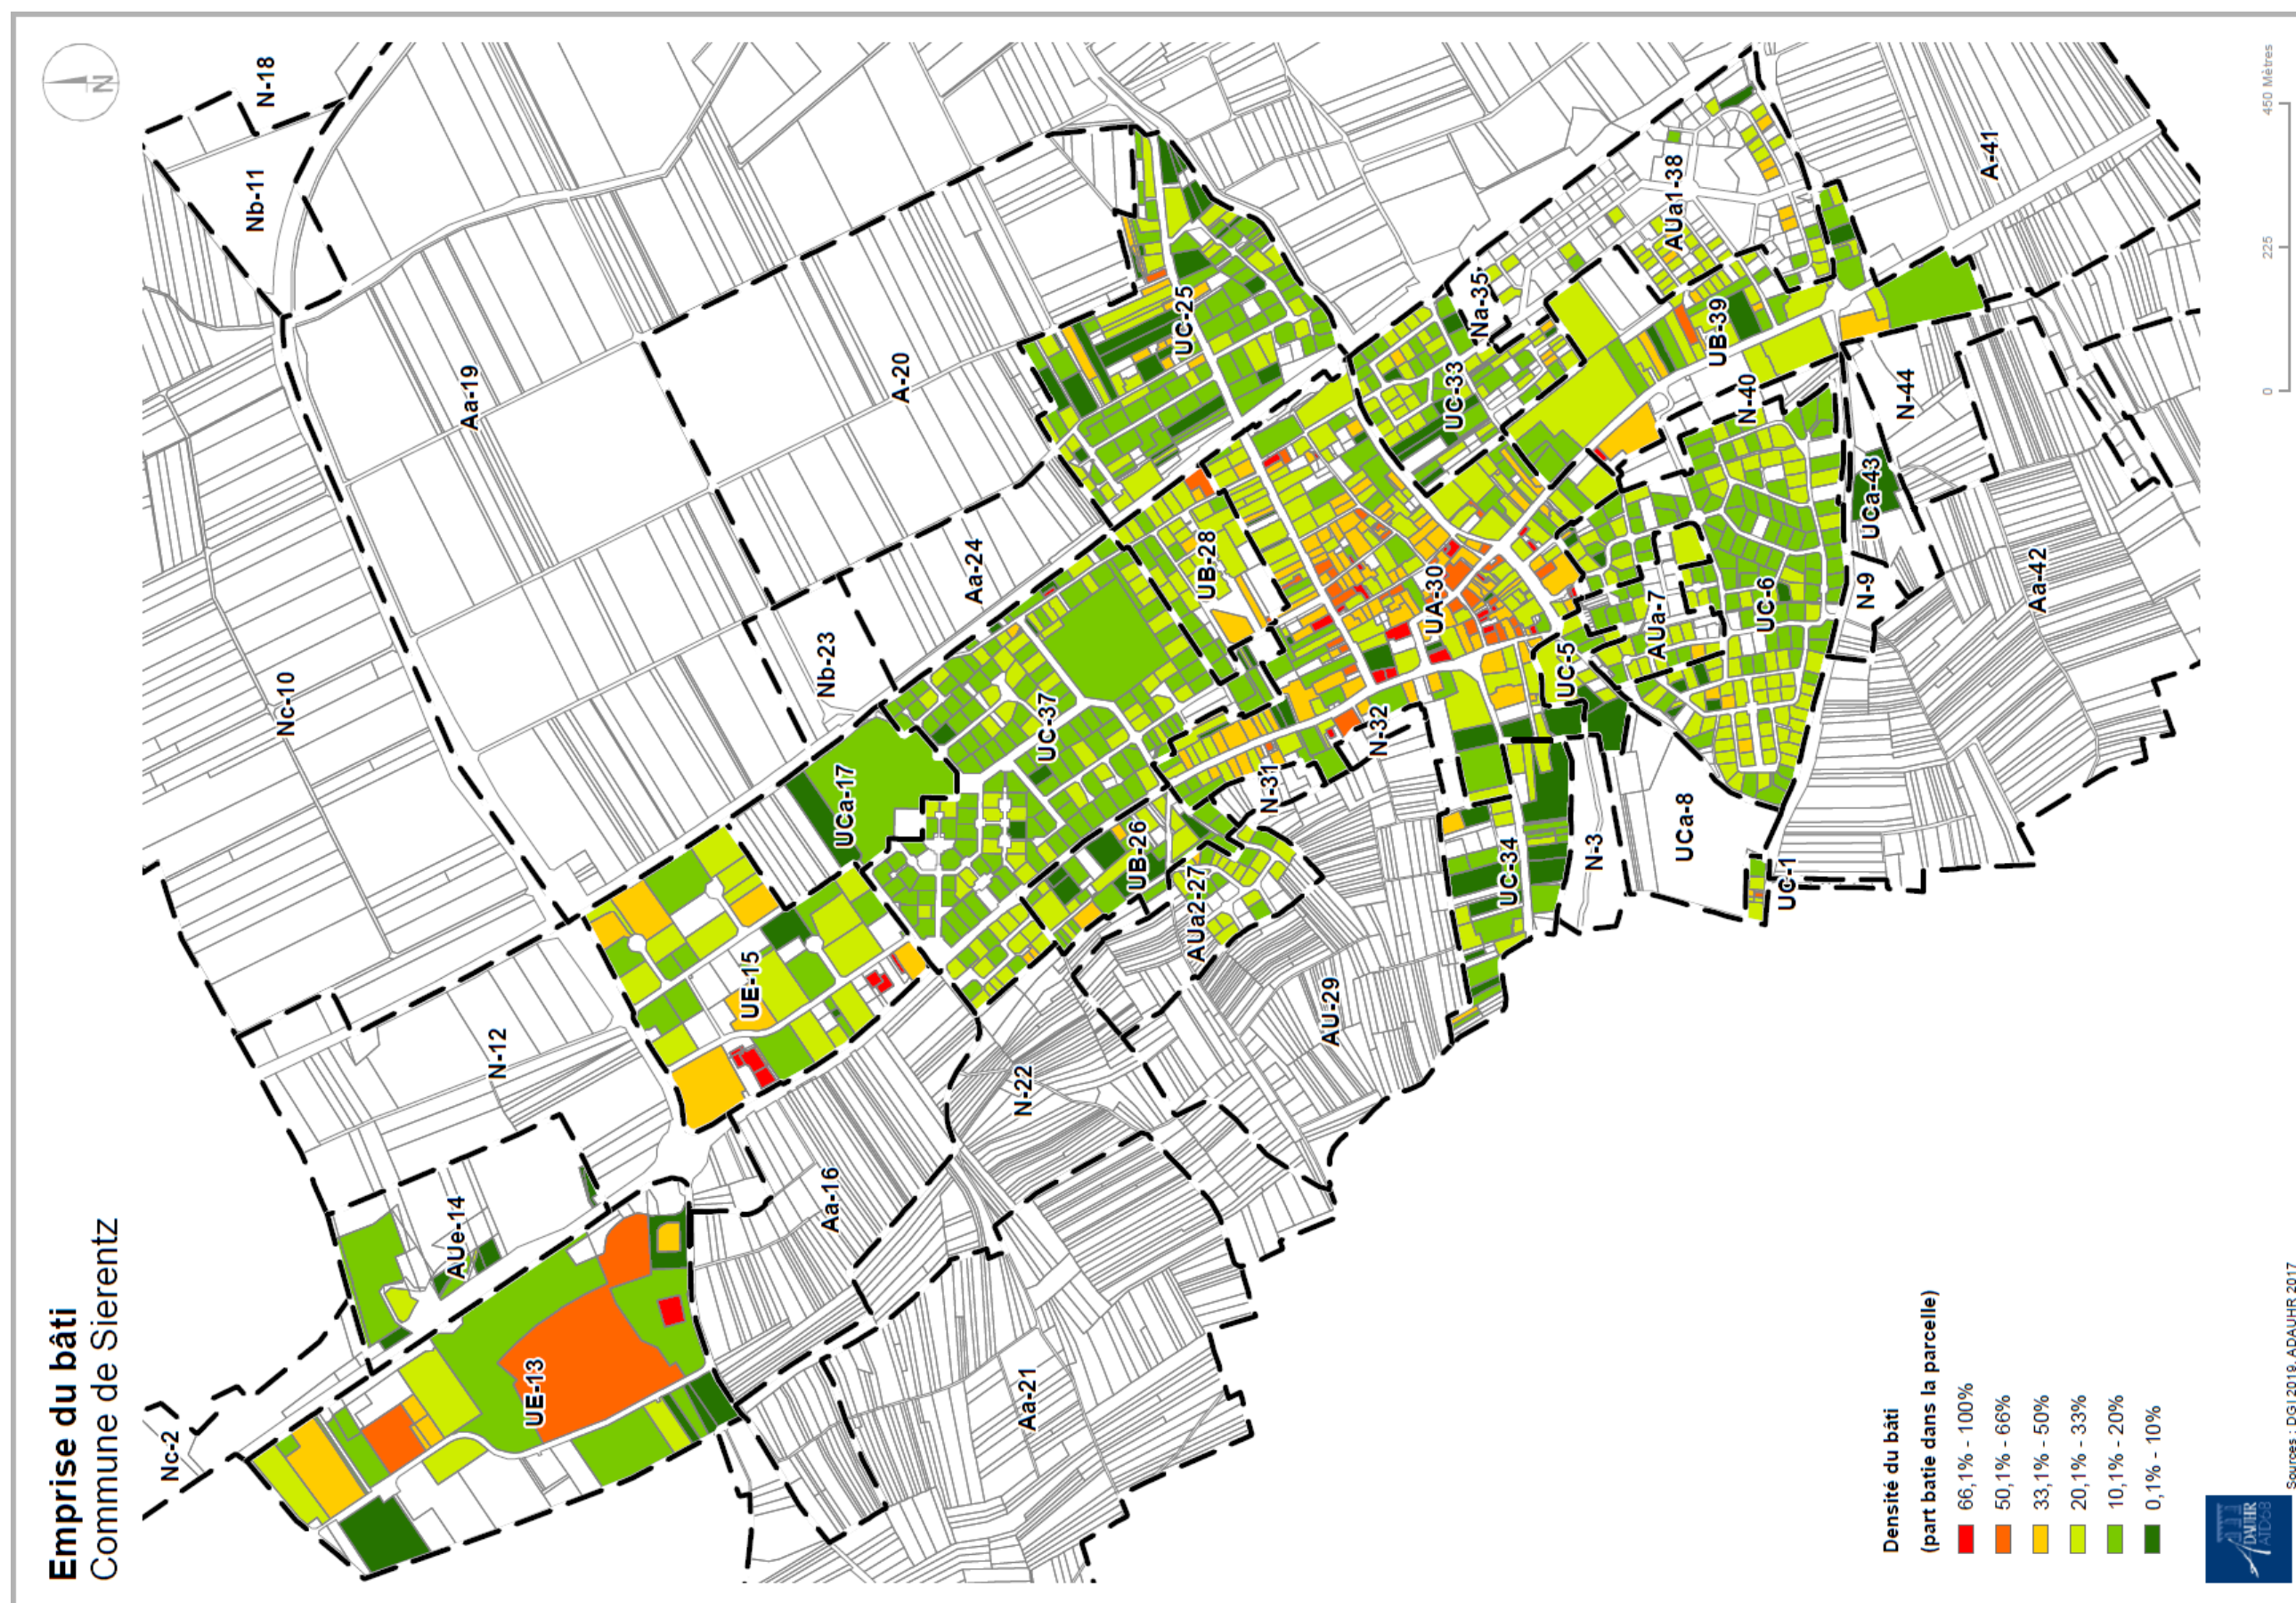 Emprise du bâti
Commune de Sierentz
N
Nc-2
N-18
Nb-11
Nc-10
Aa-19
A-20
N-12
AUe-14
UE-13
Aa-16
UE-15
UCa-17
Nb-23
Aa-24
Aa-21
N-22
UC-37
UC-25
UB-26
AUa2-27
UB-28
AU-29
UA-30
N-31
N-32
UC-33
Na-35
AUa1-38
UB-39
N-40
A-41
UC-34
N-3
UC-5
AUa-7
UC-6
UCa-8
UC-1
N-9
UCa-43
N-44
Aa-42
Densité du bâti
(part batie dans la parcelle)
66,1% - 100%
50,1% - 66%
33,1% - 50%
20,1% - 33%
10,1% - 20%
0,1% - 10%
0 225 450 Mètres
ADAUHR
ATD68
Sources : DGI 2019, ADAUHR 2017